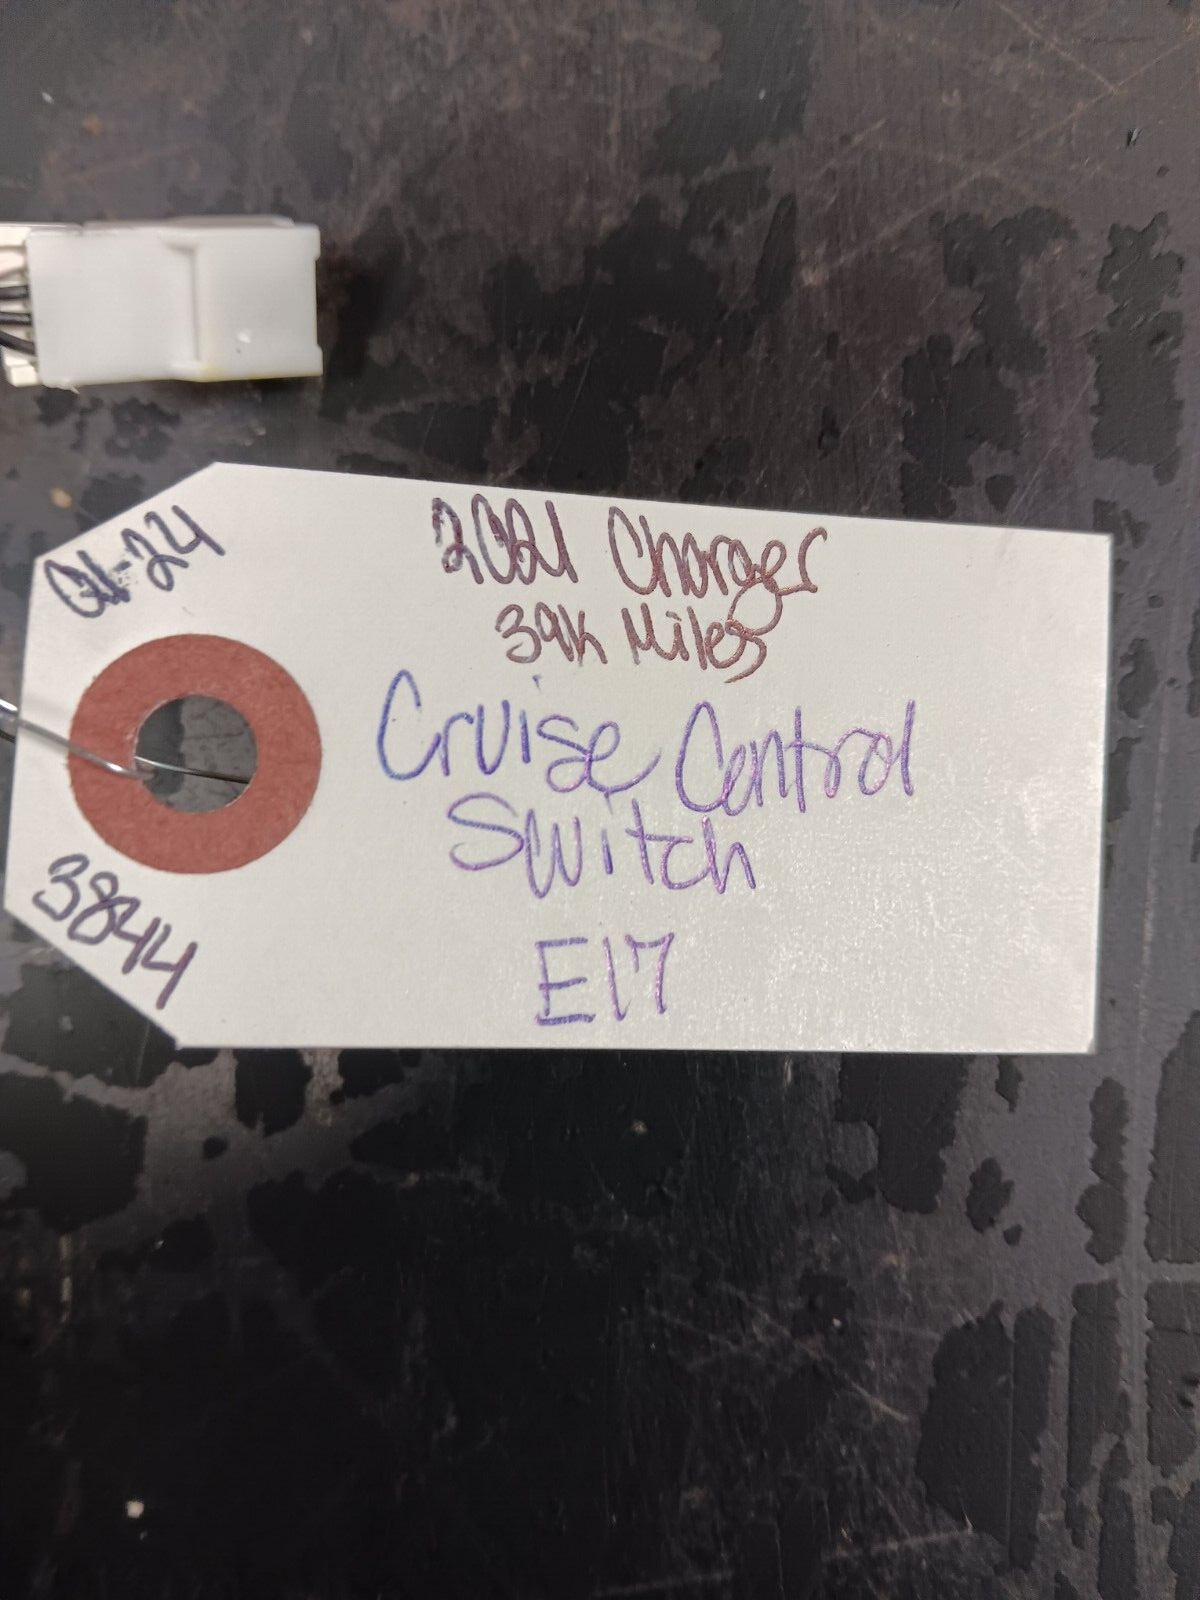 2021 Charger
39K Miles
Cruise Control
Switch
E17
3844